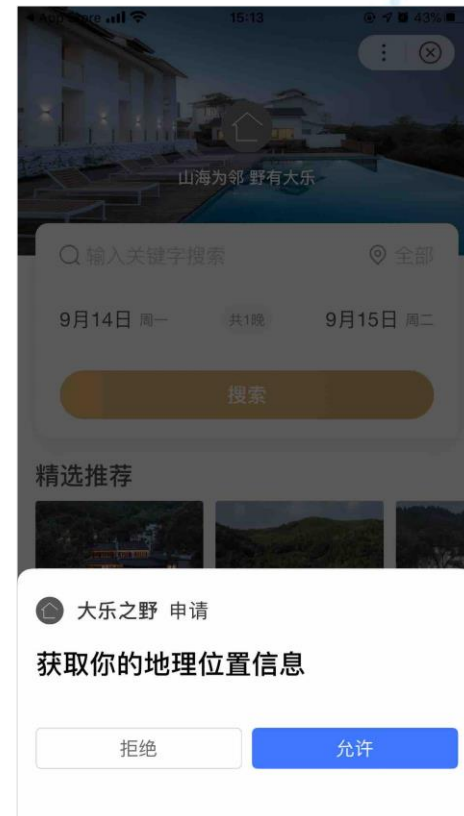 App Store 15:13 43%
山海为邻 野有大乐
输入关键字搜索 全部
9月14日 周一 共1晚 9月15日 周二
搜索
精选推荐
大乐之野 申请
获取你的地理位置信息
拒绝 允许